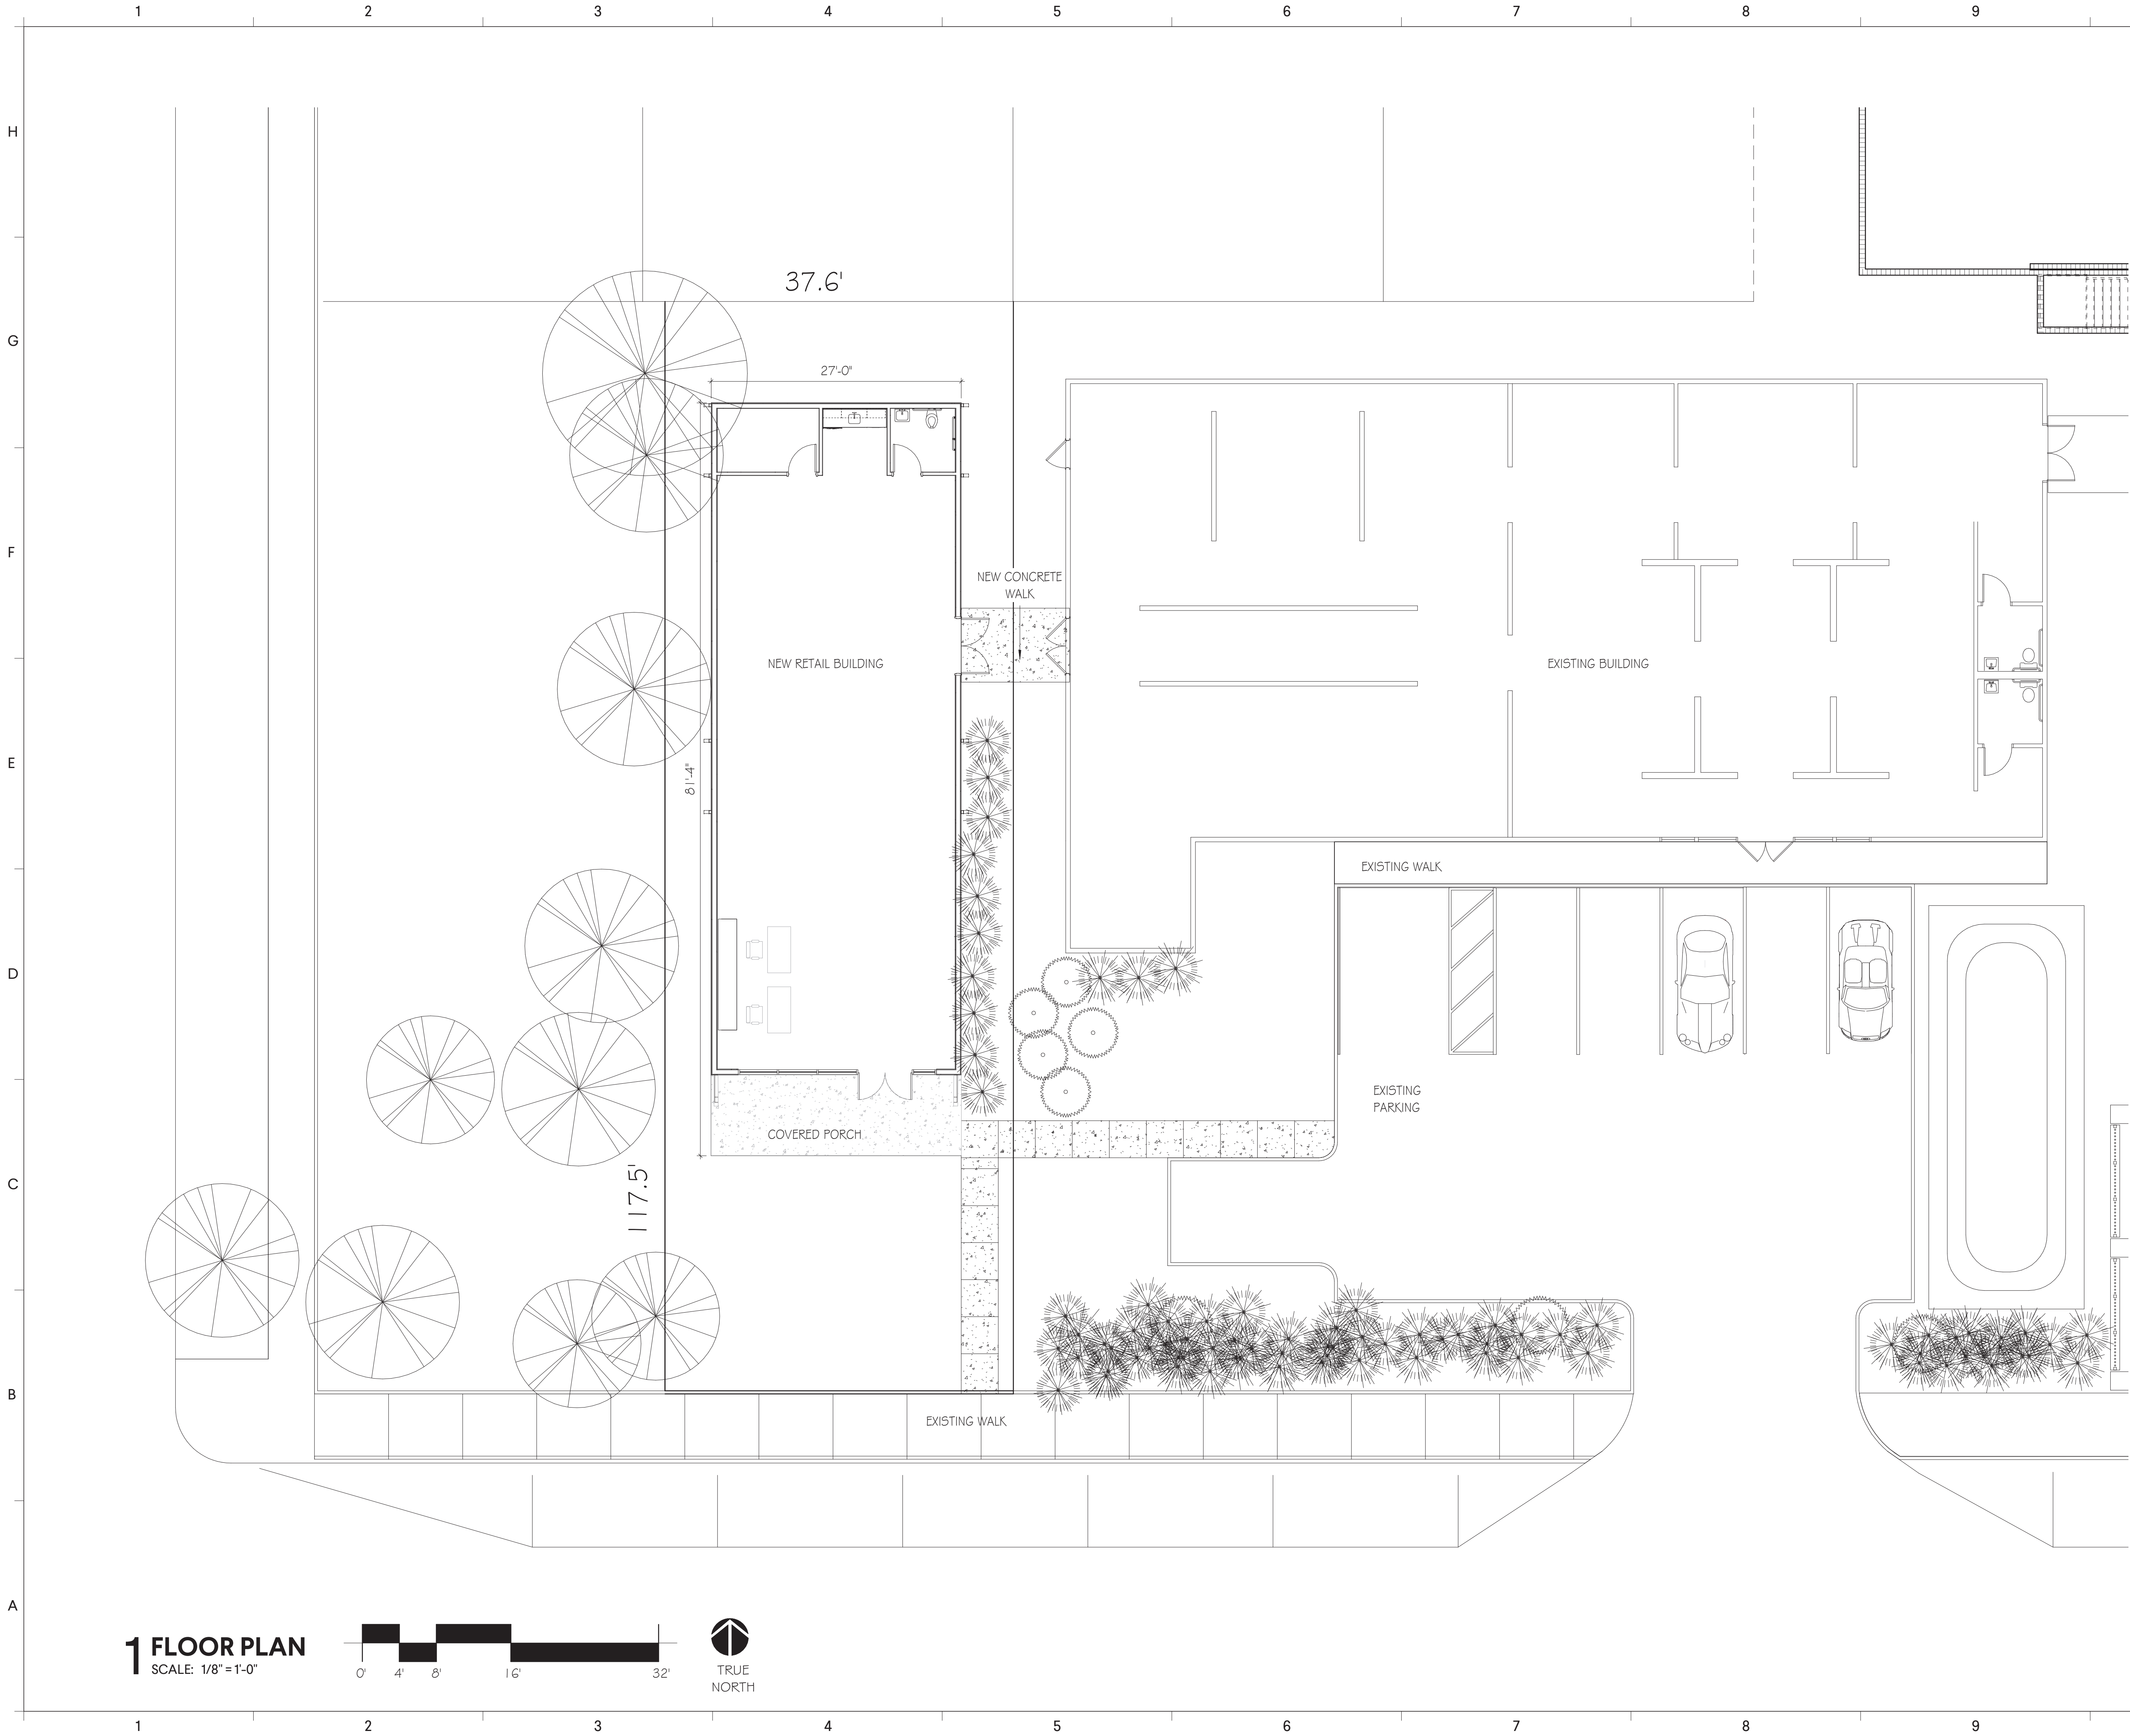 1 2 3 4 5 6 7 8 9
H
37.6'
G
27'-0"
F
NEW CONCRETE
WALK
NEW RETAIL BUILDING
EXISTING BUILDING
E
81'-4"
EXISTING WALK
D
EXISTING
PARKING
COVERED PORCH
C
117.5'
B
EXISTING WALK
A
1 FLOOR PLAN
SCALE: 1/8" = 1'-0"
0' 4' 8' 16' 32'
TRUE
NORTH
1 2 3 4 5 6 7 8 9